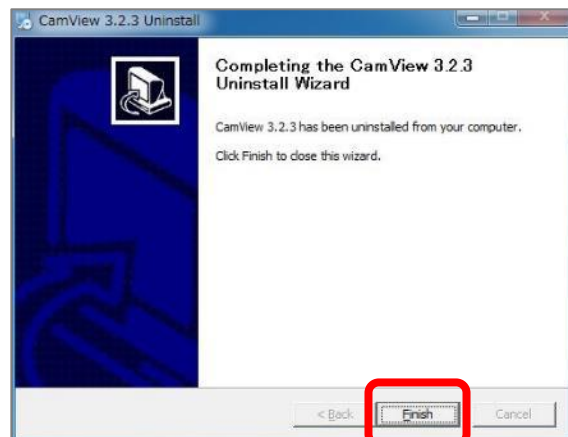 CamView 3.2.3 Uninstall
Completing the CamView 3.2.3
Uninstall Wizard
CamView 3.2.3 has been uninstalled from your computer.
Click Finish to close this wizard.
< Back Finish Cancel